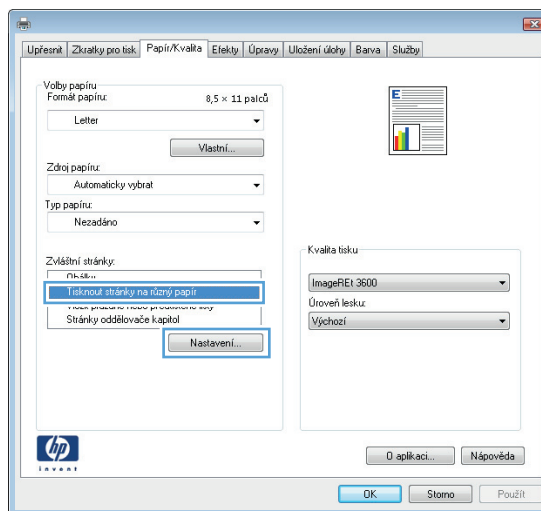 Upřesnit Zkratky pro tisk Papír/Kvalita Efekty Úpravy Uložení úlohy Barva Služby
Volby papíru
Formát papíru: 8,5 × 11 palců
Letter
Vlastní...
Zdroj papíru:
Automaticky vybrat
Typ papíru:
Nezadáno
Zvláštní stránky:
Obálky
Tisknout stránky na různý papír
Stránky oddělovače kapitol
Nastavení...
Kvalita tisku
ImageREt 3600
Úroveň lesku:
Výchozí
E
hp
invent
O aplikaci... Nápověda
OK Storno Použít